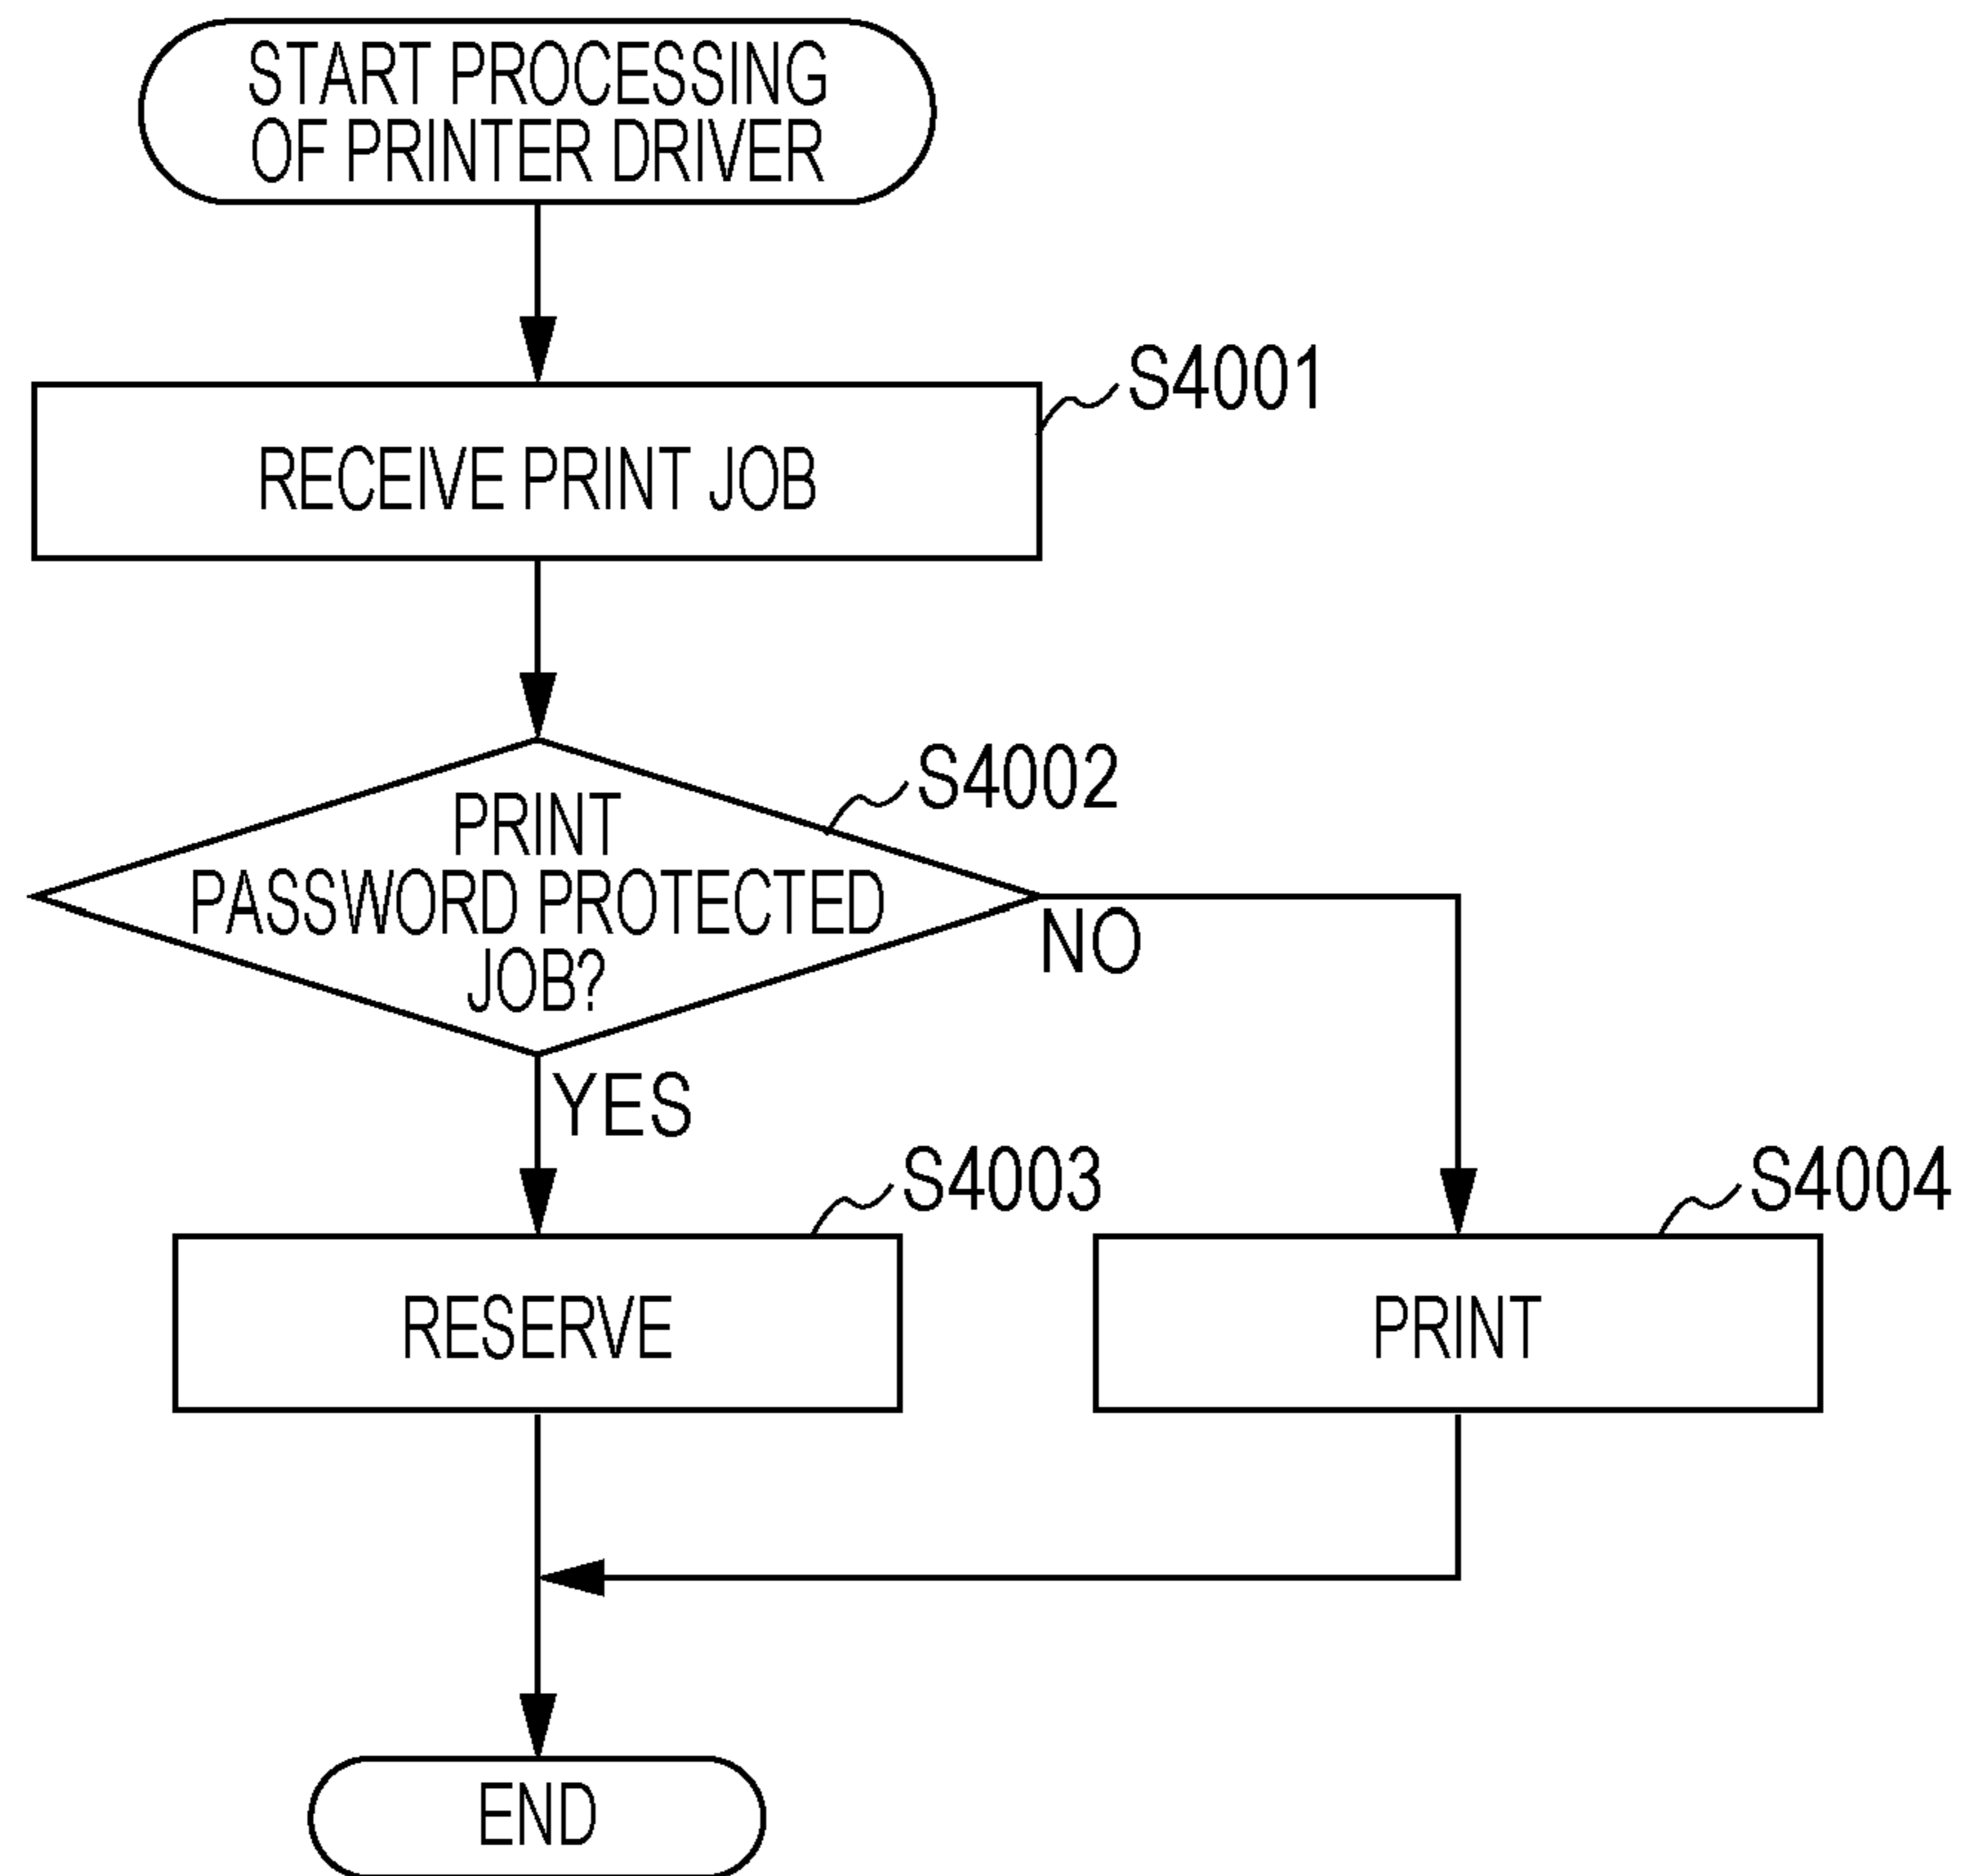 START PROCESSING
OF PRINTER DRIVER
S4001
RECEIVE PRINT JOB
S4002
PRINT
PASSWORD PROTECTED
JOB?
NO
YES
S4003
S4004
RESERVE
PRINT
END